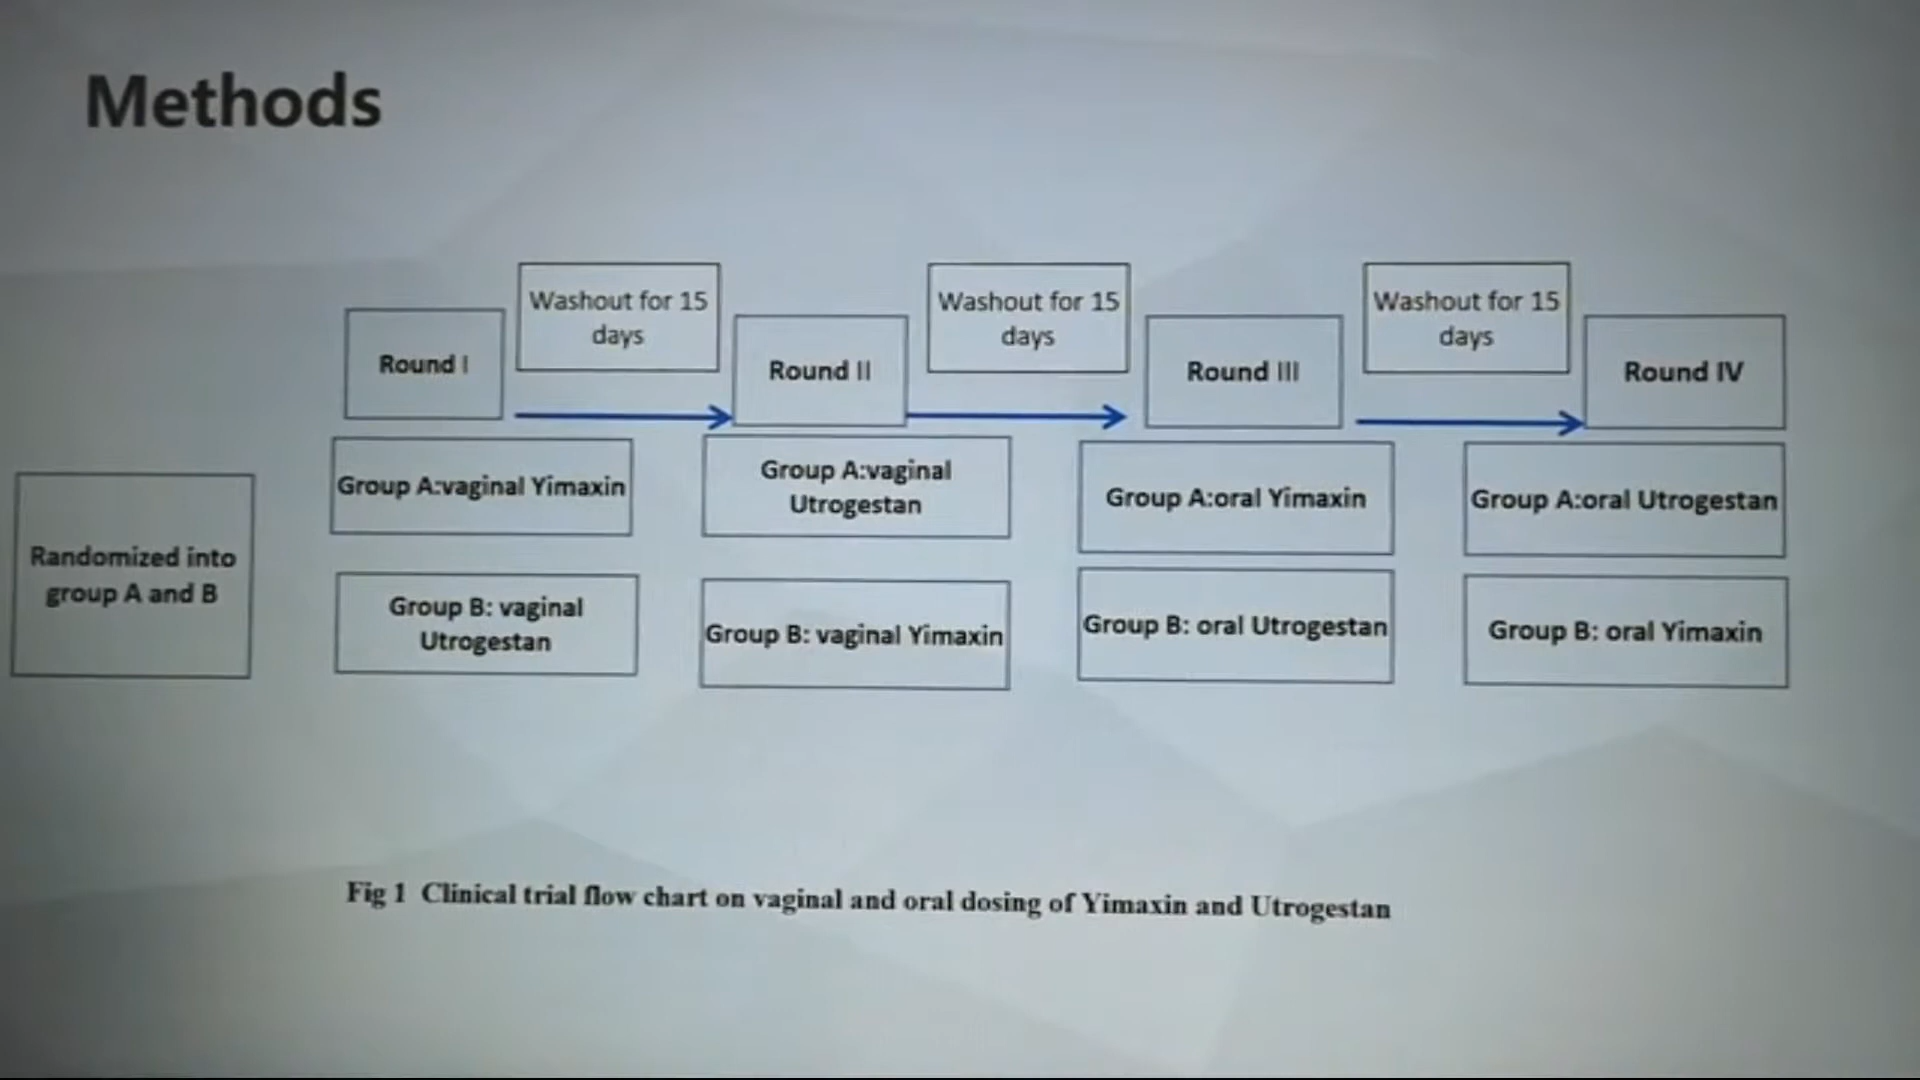 Methods
Washout for 15
days
Washout for 15
days
Washout for 15
days
Round I
Round II
Round III
Round IV
Group A:vaginal Yimaxin
Group A:vaginal
Utrogestan
Group A:oral Yimaxin
Group A:oral Utrogestan
Randomized into
group A and B
Group B: vaginal
Utrogestan
Group B: vaginal Yimaxin
Group B: oral Utrogestan
Group B: oral Yimaxin
Fig 1 Clinical trial flow chart on vaginal and oral dosing of Yimaxin and Utrogestan